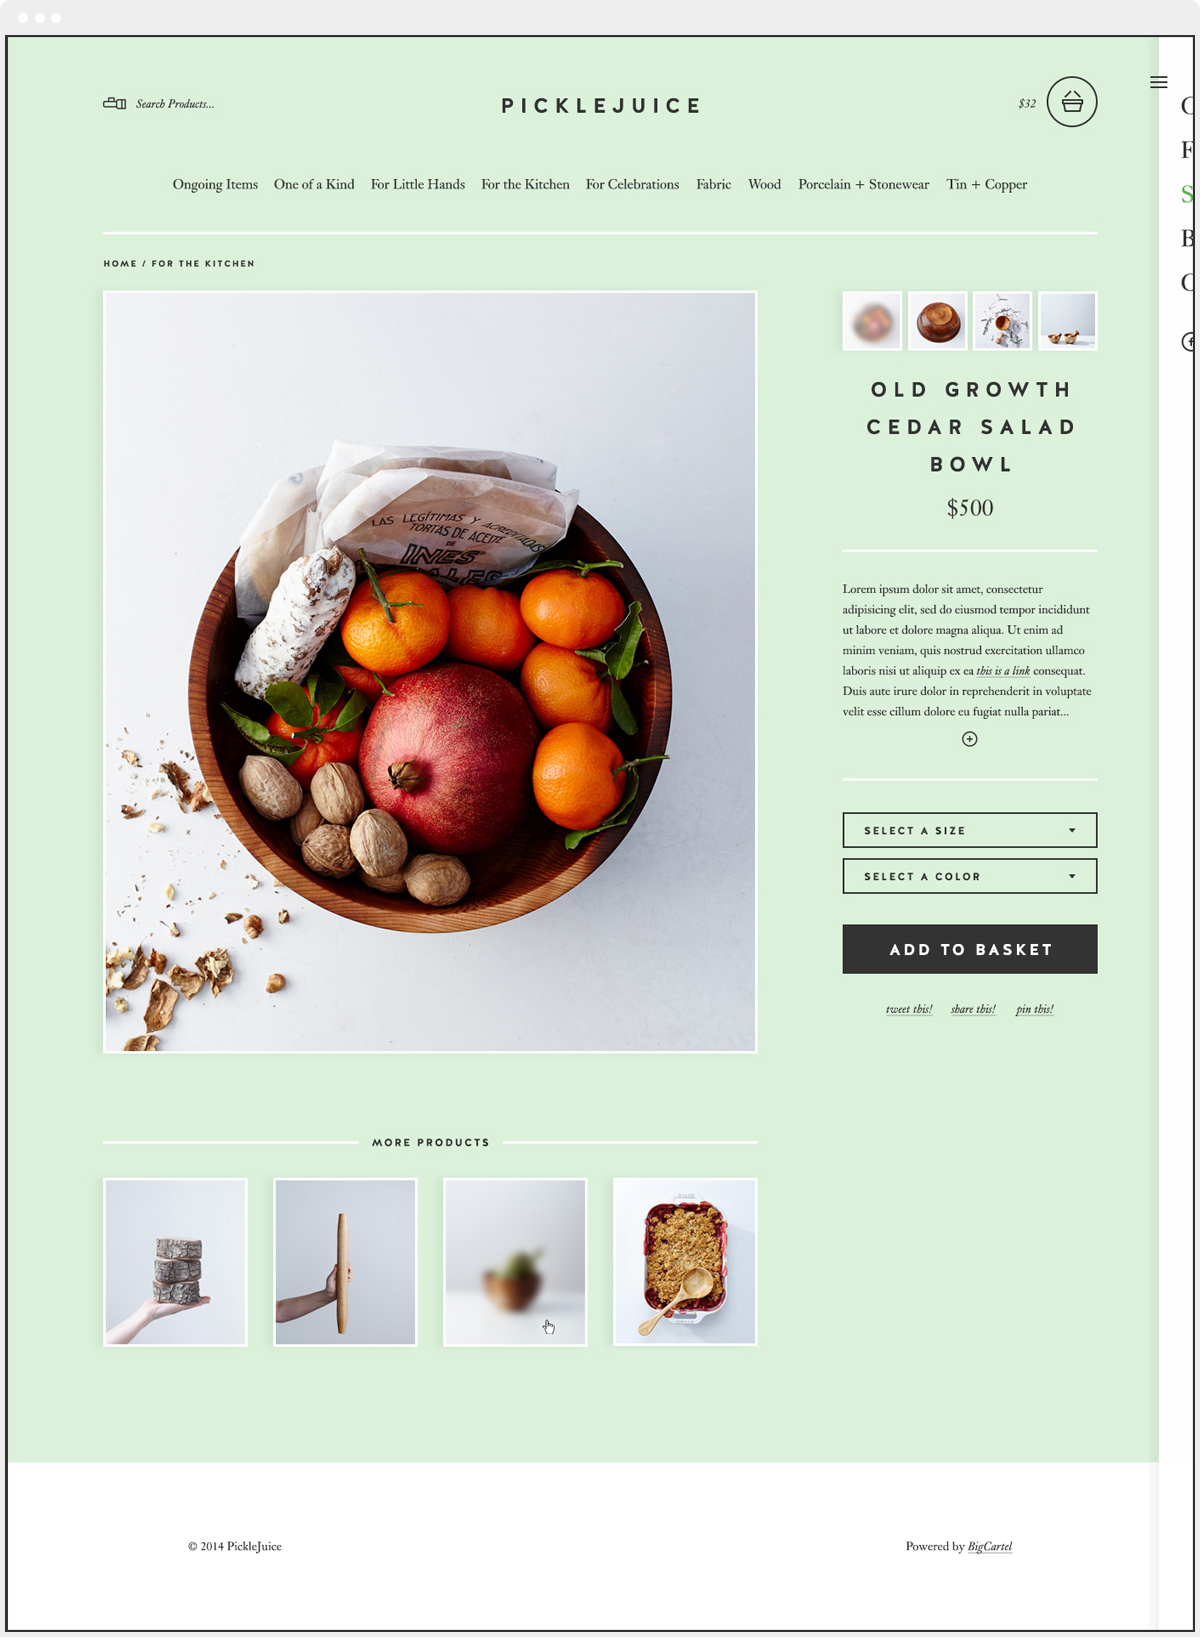 Search Products...
PICKLEJUICE
$32
Ongoing Items One of a Kind For Little Hands For the Kitchen For Celebrations Fabric Wood Porcelain + Stonewear Tin + Copper
HOME / FOR THE KITCHEN
LAS LEGÍTIMAS Y ACREDITADAS
TORTAS DE ACEITE
DE
INES
OLD GROWTH
CEDAR SALAD
BOWL
$500
Lorem ipsum dolor sit amet, consectetur
adipisicing elit, sed do eiusmod tempor incididunt
ut labore et dolore magna aliqua. Ut enim ad
minim veniam, quis nostrud exercitation ullamco
laboris nisi ut aliquip ex ea this is a link consequat.
Duis aute irure dolor in reprehenderit in voluptate
velit esse cillum dolore eu fugiat nulla pariat...
SELECT A SIZE
SELECT A COLOR
ADD TO BASKET
tweet this! share this! pin this!
MORE PRODUCTS
© 2014 PickleJuice
Powered by BigCartel